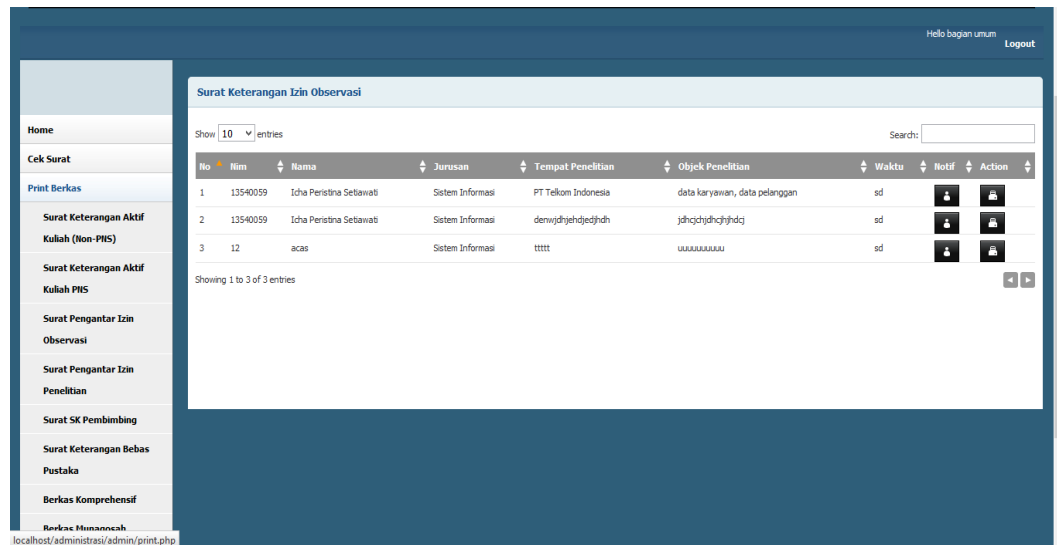 Hello bagian umum
Logout
Surat Keterangan Izin Observasi
Home
Cek Surat
Print Berkas
Surat Keterangan Aktif
Kuliah (Non-PNS)
Surat Keterangan Aktif
Kuliah PNS
Surat Pengantar Izin
Observasi
Surat Pengantar Izin
Penelitian
Surat SK Pembimbing
Surat Keterangan Bebas
Pustaka
Berkas Komprehensif
Berkas Munaqosah
Show 10 entries
Search:
No Nim Nama Jurusan Tempat Penelitian Objek Penelitian Waktu Notif Action
1 13540059 Icha Peristina Setiawati Sistem Informasi PT Telkom Indonesia data karyawan, data pelanggan sd
2 13540059 Icha Peristina Setiawati Sistem Informasi denwjdhjehdjedjhdh jdhcjchjdhcjhjhdcj sd
3 12 acas Sistem Informasi ttttt uuuuuuuuuu sd
Showing 1 to 3 of 3 entries
localhost/administrasi/admin/print.php